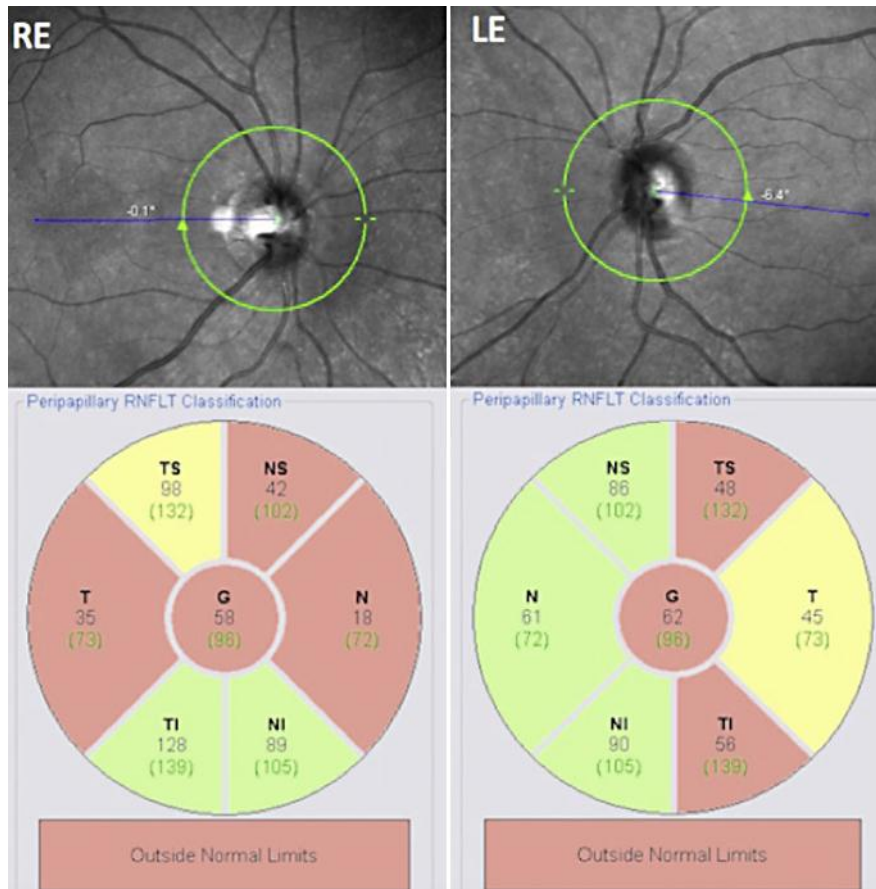 RE
-0.1°
LE
-6.4°
Peripapillary RNFLT Classification
TS
98
(132)
NS
42
(102)
T
35
(73)
G
58
(96)
N
18
(72)
TI
128
(139)
NI
89
(105)
Outside Normal Limits
Peripapillary RNFLT Classification
NS
86
(102)
TS
48
(132)
N
61
(72)
G
62
(96)
T
45
(73)
NI
90
(105)
TI
56
(139)
Outside Normal Limits